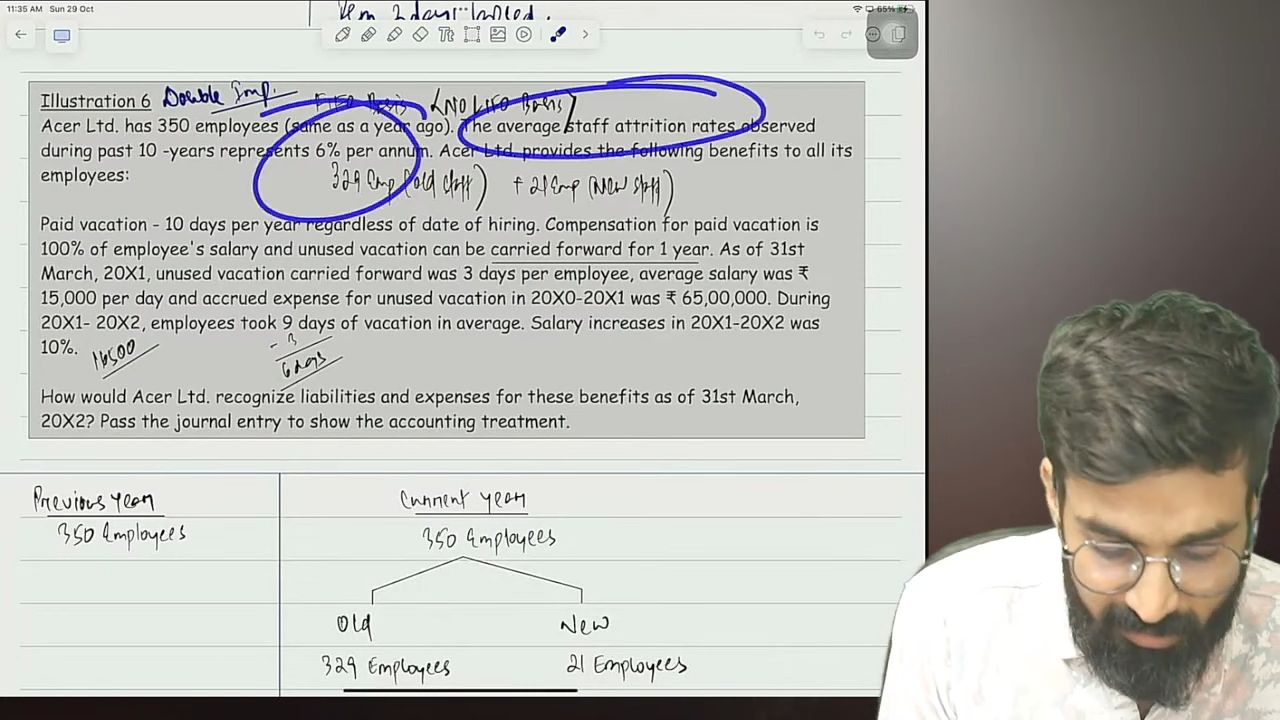 11:35 AM Sun 29 Oct
65%
Illustration 6 Double Imp. FIFO Basis / No LIFO Basis
Acer Ltd. has 350 employees (same as a year ago). The average staff attrition rates observed
during past 10 -years represents 6% per annum. Acer Ltd. provides the following benefits to all its
employees:
329 Emp (Old Staff) + 21 Emp (New Staff)
Paid vacation - 10 days per year regardless of date of hiring. Compensation for paid vacation is
100% of employee's salary and unused vacation can be carried forward for 1 year. As of 31st
March, 20X1, unused vacation carried forward was 3 days per employee, average salary was ₹
15,000 per day and accrued expense for unused vacation in 20X0-20X1 was ₹ 65,00,000. During
20X1- 20X2, employees took 9 days of vacation in average. Salary increases in 20X1-20X2 was
10%. 16500
- 3
6 days
How would Acer Ltd. recognize liabilities and expenses for these benefits as of 31st March,
20X2? Pass the journal entry to show the accounting treatment.
Previous year
Current year
350 Employees
350 Employees
Old
New
329 Employees
21 Employees